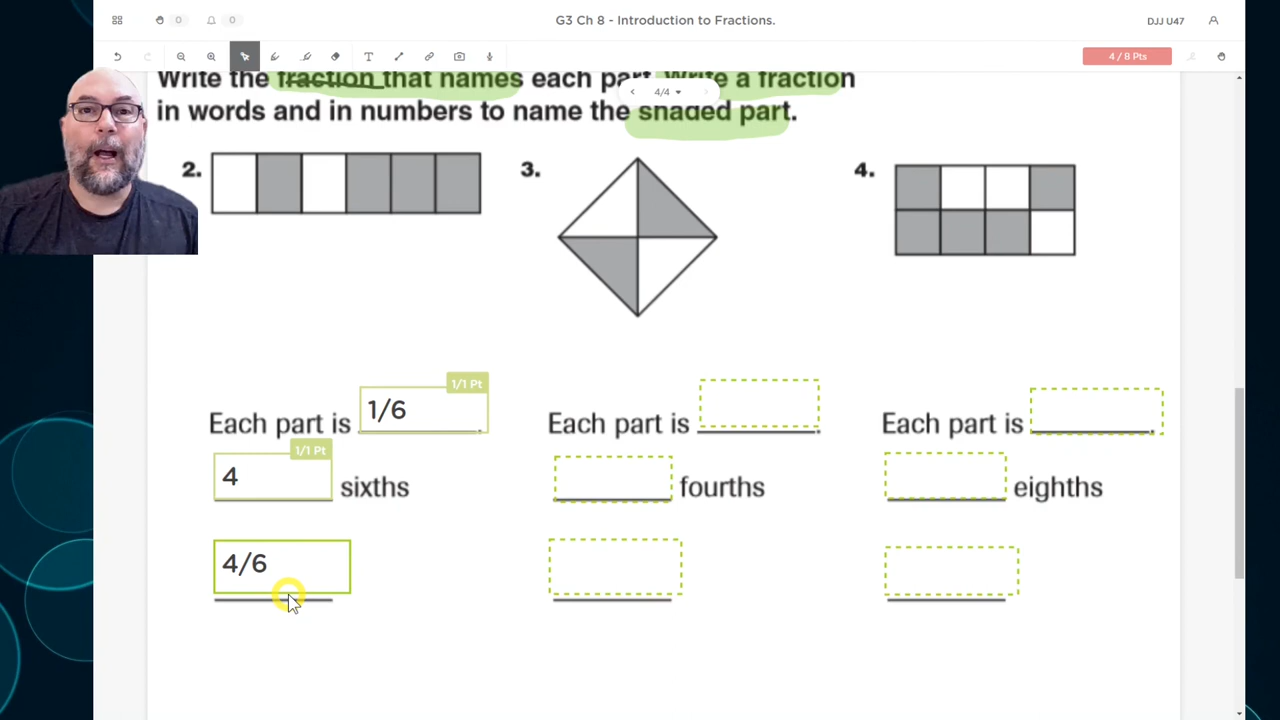 0 0 G3 Ch 8 - Introduction to Fractions. DJJ U47
T 4 / 8 Pts
Write the fraction that names each part. Write a fraction
4/4
in words and in numbers to name the shaded part.
2. 3. 4.
1/1 Pt
Each part is 1/6 . Each part is . Each part is .
1/1 Pt
4 sixths fourths eighths
4/6